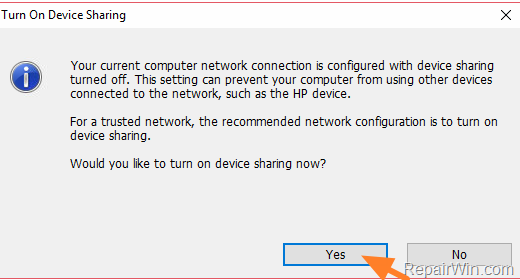 Turn On Device Sharing
Your current computer network connection is configured with device sharing
turned off. This setting can prevent your computer from using other devices
connected to the network, such as the HP device.
For a trusted network, the recommended network configuration is to turn on
device sharing.
Would you like to turn on device sharing now?
Yes
No
RepairWin.com